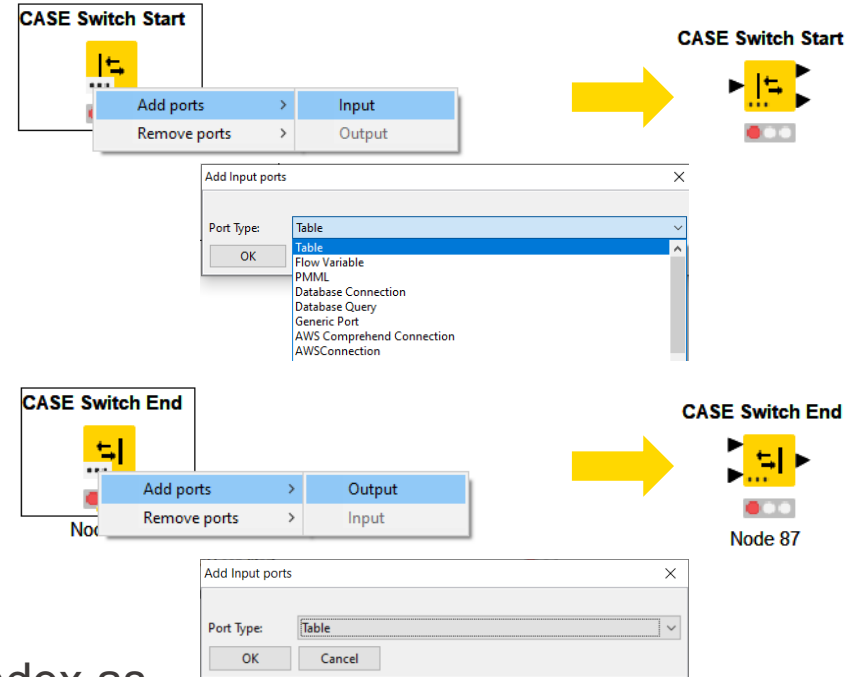 CASE Switch Start
CASE Switch Start
Add ports > Input
Remove ports > Output
Add Input ports
Port Type: Table
OK
Table
Flow Variable
PMML
Database Connection
Database Query
Generic Port
AWS Comprehend Connection
AWSConnection
CASE Switch End
CASE Switch End
Add ports > Output
Remove ports > Input
Node 87
Add Input ports
Port Type: Table
OK Cancel
as